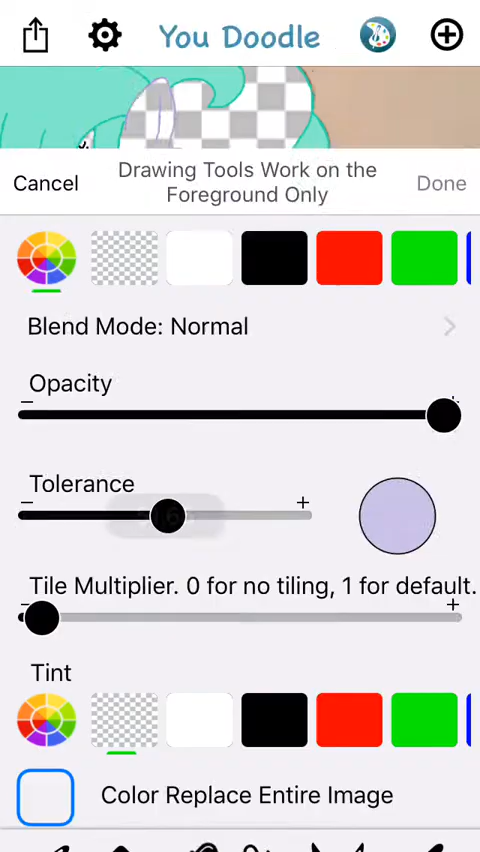 You Doodle
Cancel
Drawing Tools Work on the
Foreground Only
Done
Blend Mode: Normal
Opacity
Tolerance
Tile Multiplier. 0 for no tiling, 1 for default.
Tint
Color Replace Entire Image